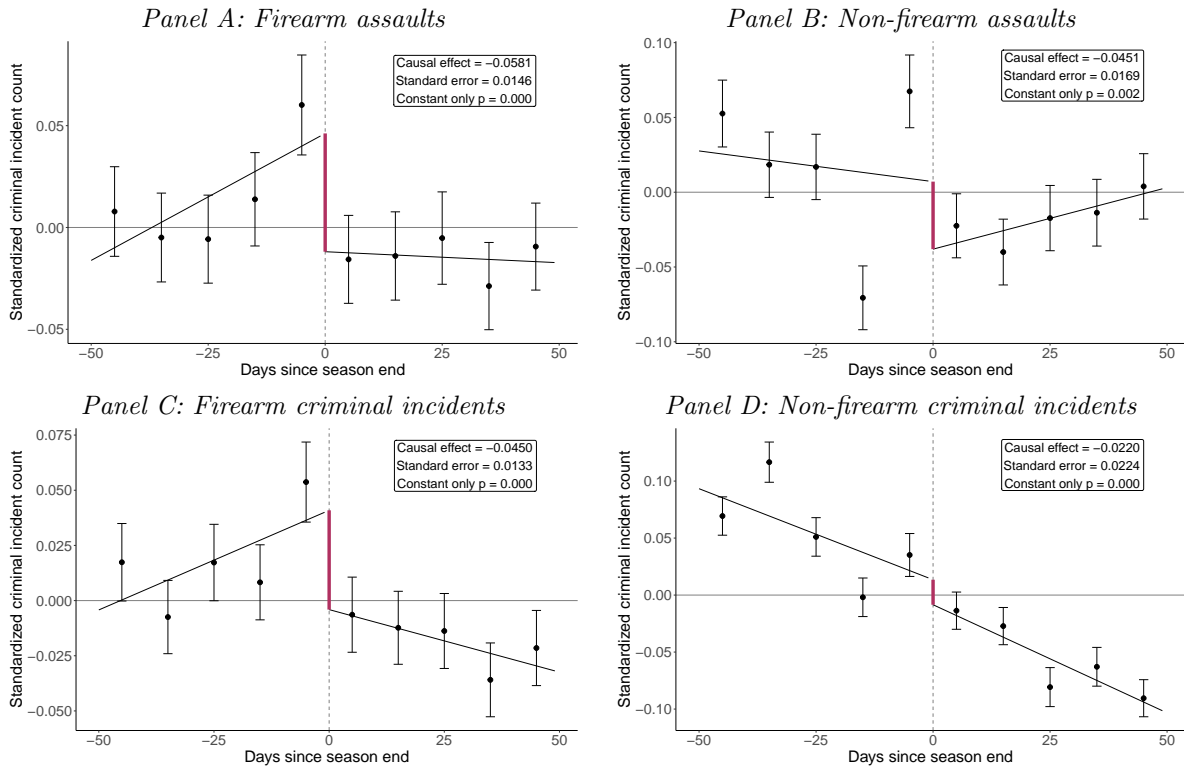 Panel A: Firearm assaults
Standardized criminal incident count
0.05
0.00
−0.05
Causal effect = −0.0581
Standard error = 0.0146
Constant only p = 0.000
−50 −25 0 25 50
Days since season end
Panel B: Non-firearm assaults
Standardized criminal incident count
0.10
0.05
0.00
−0.05
−0.10
Causal effect = −0.0451
Standard error = 0.0169
Constant only p = 0.002
−50 −25 0 25 50
Days since season end
Panel C: Firearm criminal incidents
Standardized criminal incident count
0.075
0.050
0.025
0.000
−0.025
−0.050
Causal effect = −0.0450
Standard error = 0.0133
Constant only p = 0.000
−50 −25 0 25 50
Days since season end
Panel D: Non-firearm criminal incidents
Standardized criminal incident count
0.10
0.05
0.00
−0.05
−0.10
Causal effect = −0.0220
Standard error = 0.0224
Constant only p = 0.000
−50 −25 0 25 50
Days since season end